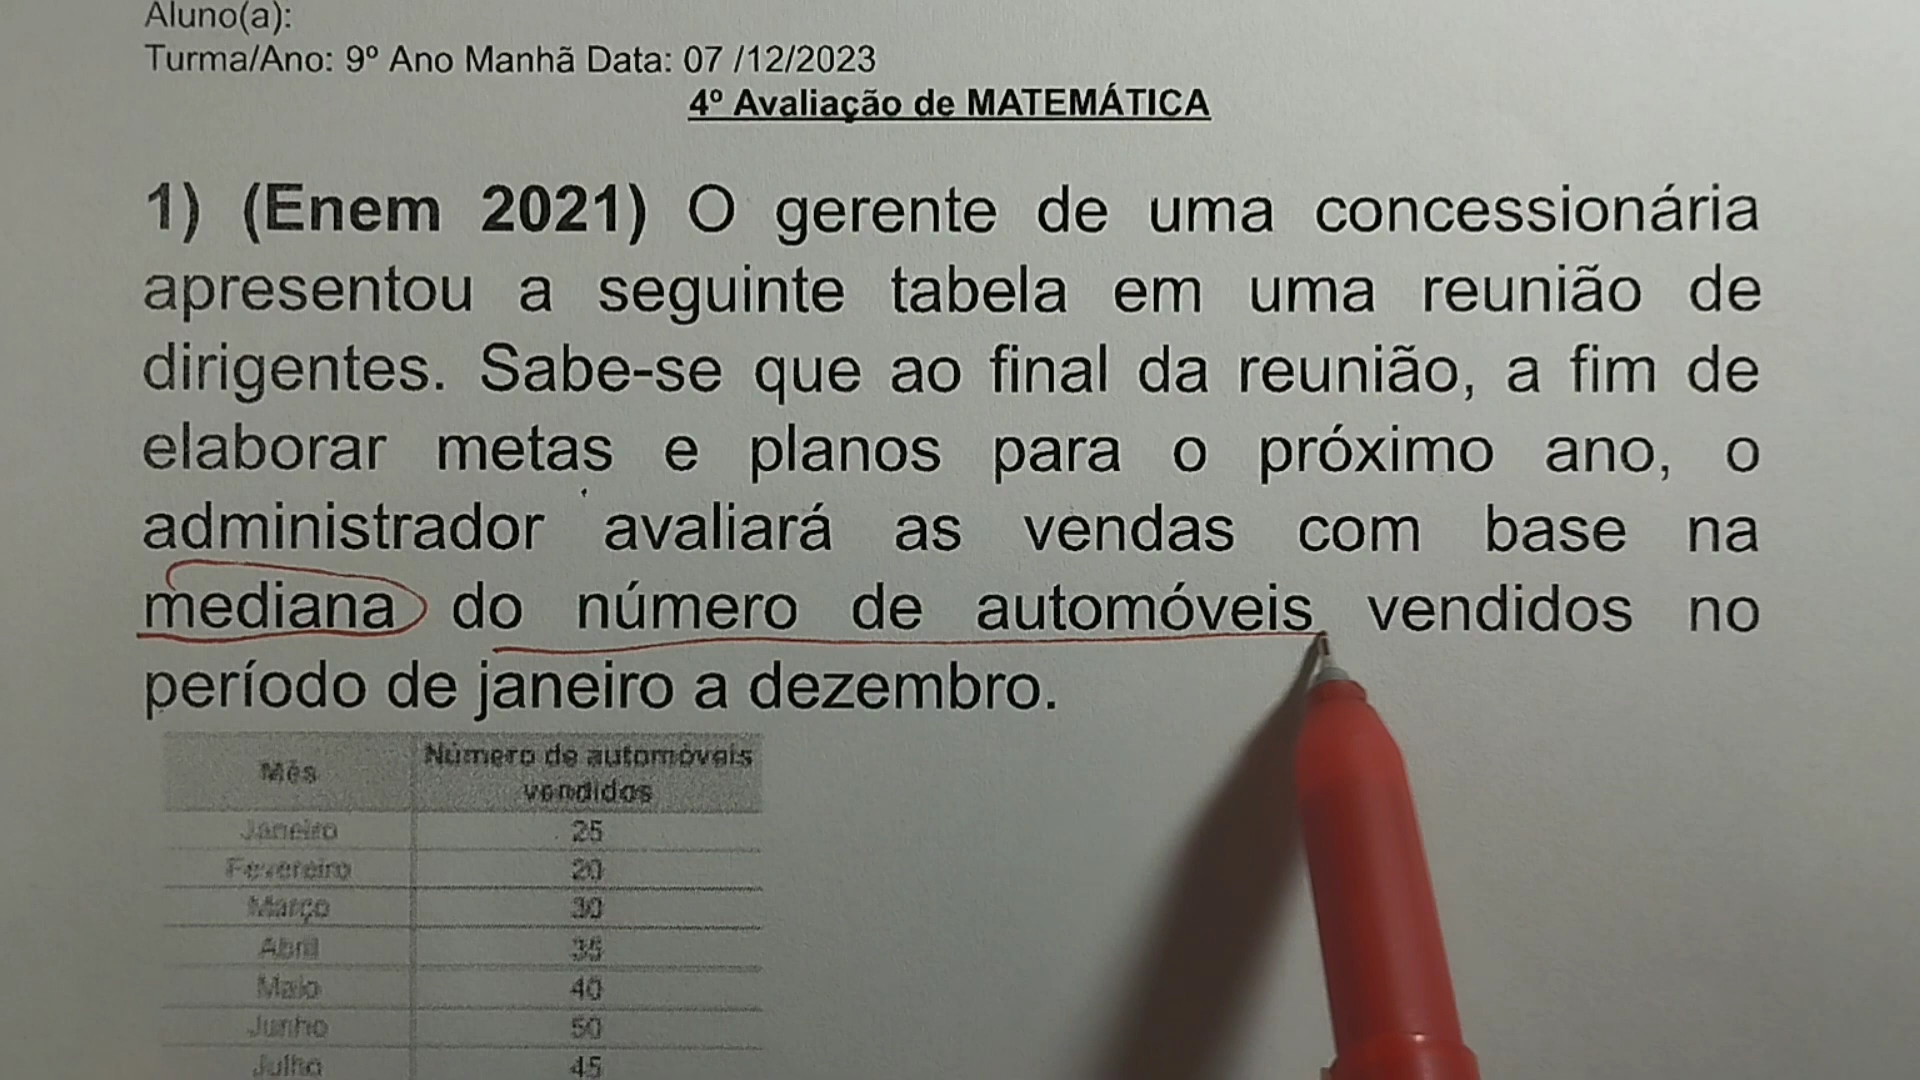 Aluno(a):
Turma/Ano: 9º Ano Manhã Data: 07 /12/2023
4º Avaliação de MATEMÁTICA
1) (Enem 2021) O gerente de uma concessionária
apresentou a seguinte tabela em uma reunião de
dirigentes. Sabe-se que ao final da reunião, a fim de
elaborar metas e planos para o próximo ano, o
administrador avaliará as vendas com base na
mediana do número de automóveis vendidos no
período de janeiro a dezembro.
Mês Número de automóveis
vendidos
Janeiro 25
Fevereiro 20
Março 30
Abril 35
Maio 40
Junho 50
Julho 45